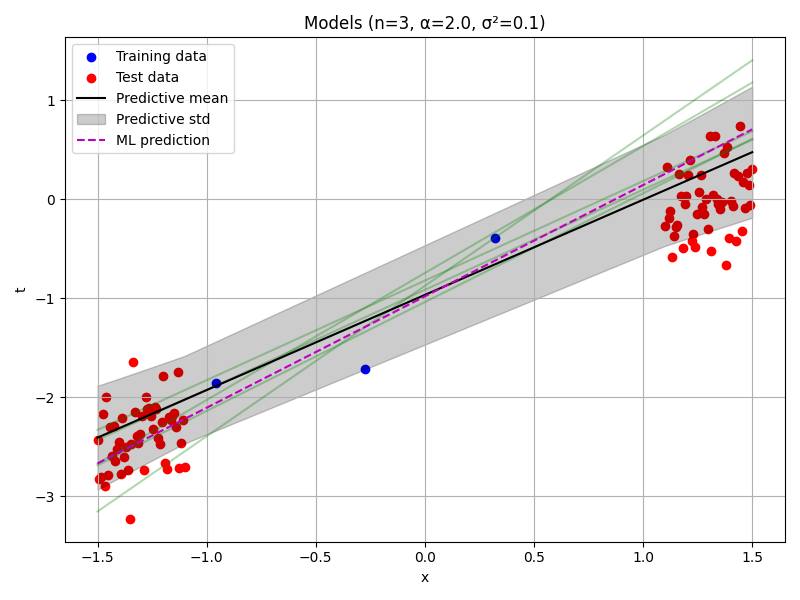 Models (n=3, α=2.0, σ²=0.1)
Training data
Test data
Predictive mean
Predictive std
ML prediction
1
0
−1
−2
−3
t
−1.5 −1.0 −0.5 0.0 0.5 1.0 1.5
x